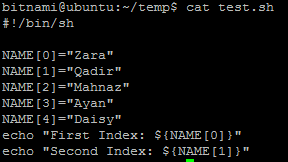 bitnami@ubuntu:~/temp$ cat test.sh
#!/bin/sh

NAME[0]="Zara"
NAME[1]="Qadir"
NAME[2]="Mahnaz"
NAME[3]="Ayan"
NAME[4]="Daisy"
echo "First Index: ${NAME[0]}"
echo "Second Index: ${NAME[1]}"